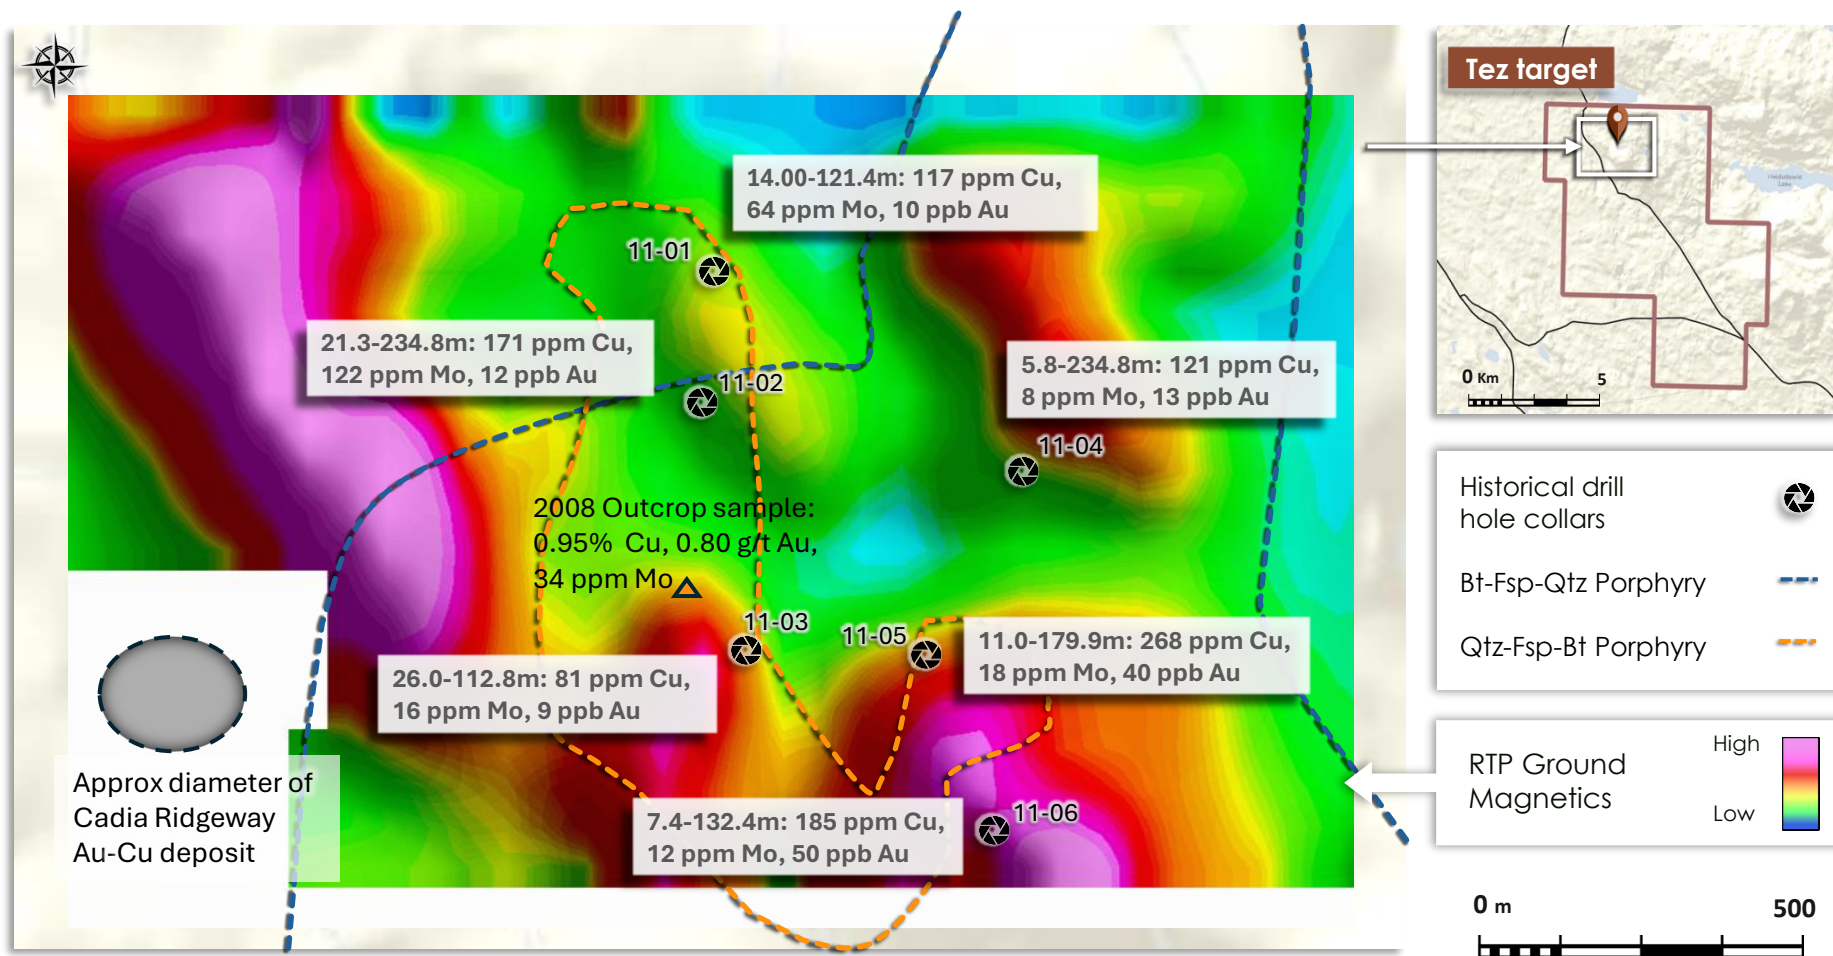 Tez target
14.00-121.4m: 117 ppm Cu,
64 ppm Mo, 10 ppb Au
11-01
21.3-234.8m: 171 ppm Cu,
122 ppm Mo, 12 ppb Au
11-02
5.8-234.8m: 121 ppm Cu,
8 ppm Mo, 13 ppb Au
11-04
0 Km 5
2008 Outcrop sample:
0.95% Cu, 0.80 g/t Au,
34 ppm Mo
11-03
11-05
11.0-179.9m: 268 ppm Cu,
18 ppm Mo, 40 ppb Au
26.0-112.8m: 81 ppm Cu,
16 ppm Mo, 9 ppb Au
7.4-132.4m: 185 ppm Cu,
12 ppm Mo, 50 ppb Au
11-06
Approx diameter of
Cadia Ridgeway
Au-Cu deposit
Historical drill
hole collars
Bt-Fsp-Qtz Porphyry
Qtz-Fsp-Bt Porphyry
RTP Ground
Magnetics
High
Low
0 m 500